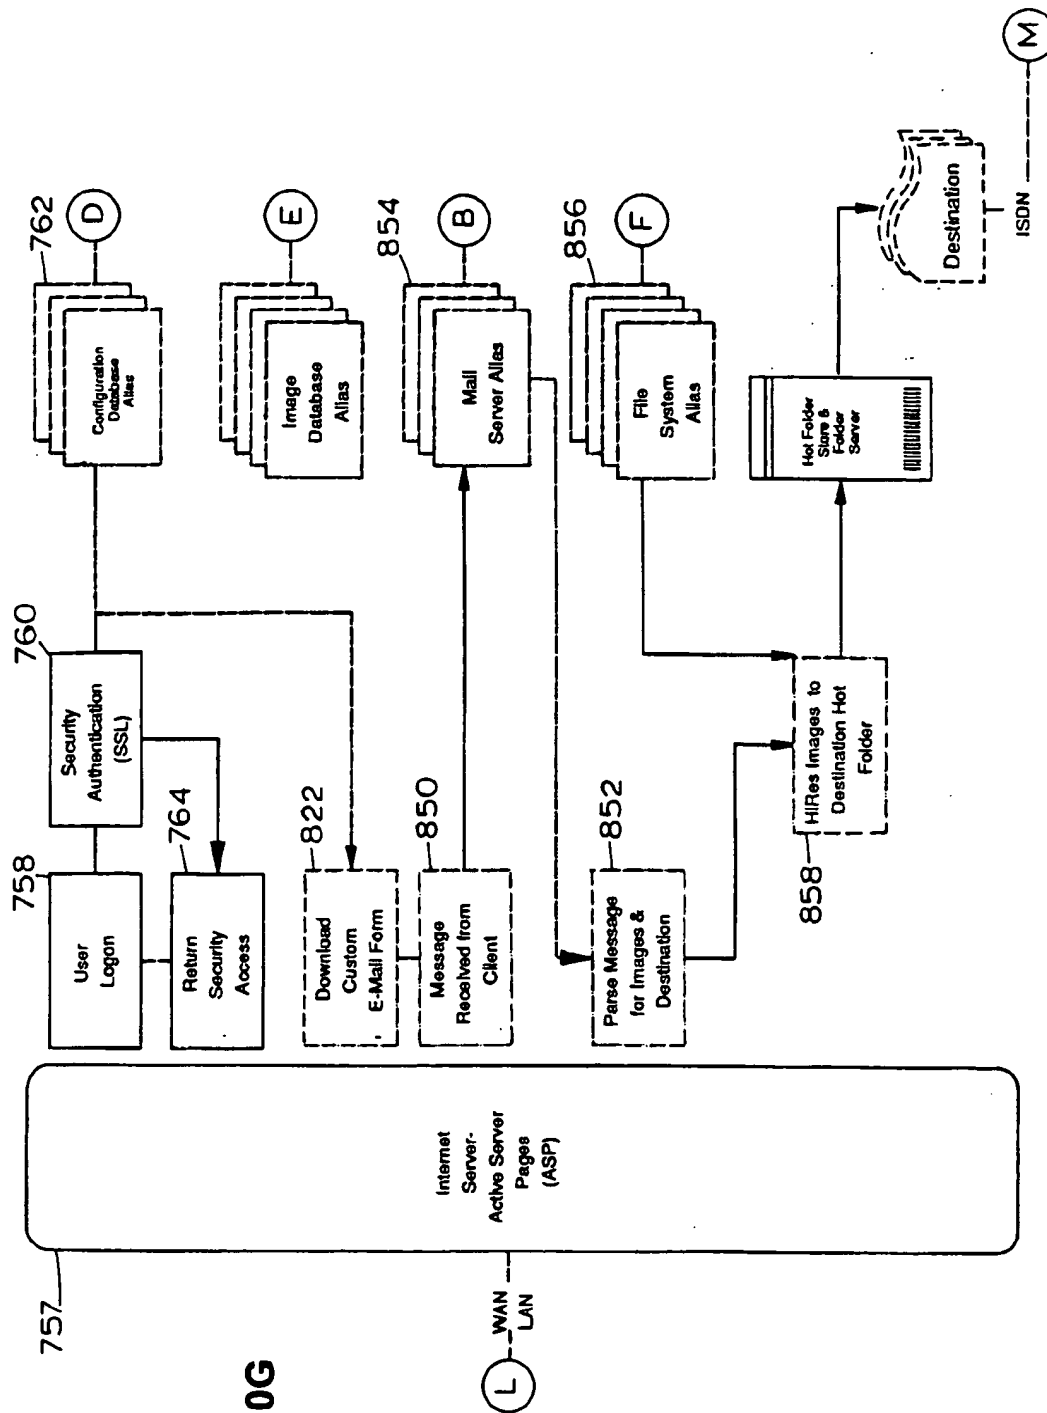 757
0G
L
WAN
LAN
Internet
Server-
Active Server
Pages
(ASP)
758
User
Logon
760
Security
Authentication
(SSL)
762
Configuration
Database
Alias
D
764
Return
Security
Access
Image
Database
Alias
E
822
Download
Custom
E-Mail Form
850
Message
Received from
Client
854
Mail
Server Alias
B
852
Parse Message
for Images &
Destination
856
File
System
Alias
F
858
HiRes Images to
Destination Hot
Folder
Hot Folder
Store &
Folder
Server
Destination
ISDN
M